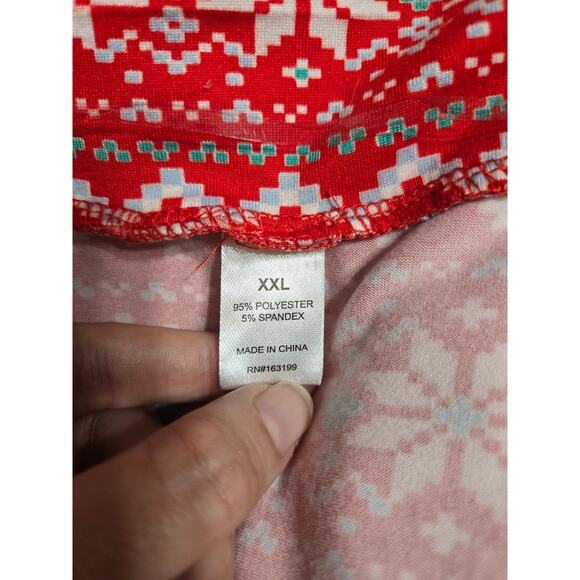 XXL
95% POLYESTER
5% SPANDEX
MADE IN CHINA
RN#163199